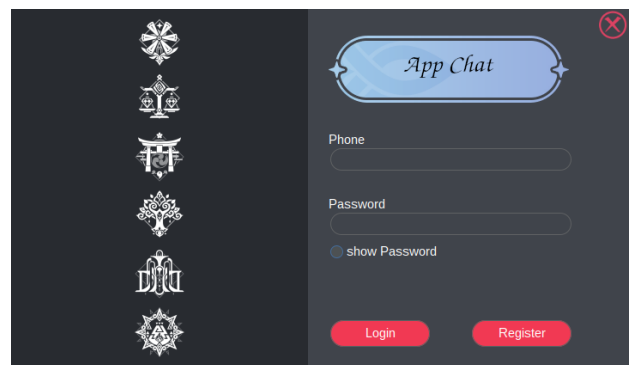 App Chat
Phone
Password
show Password
Login
Register